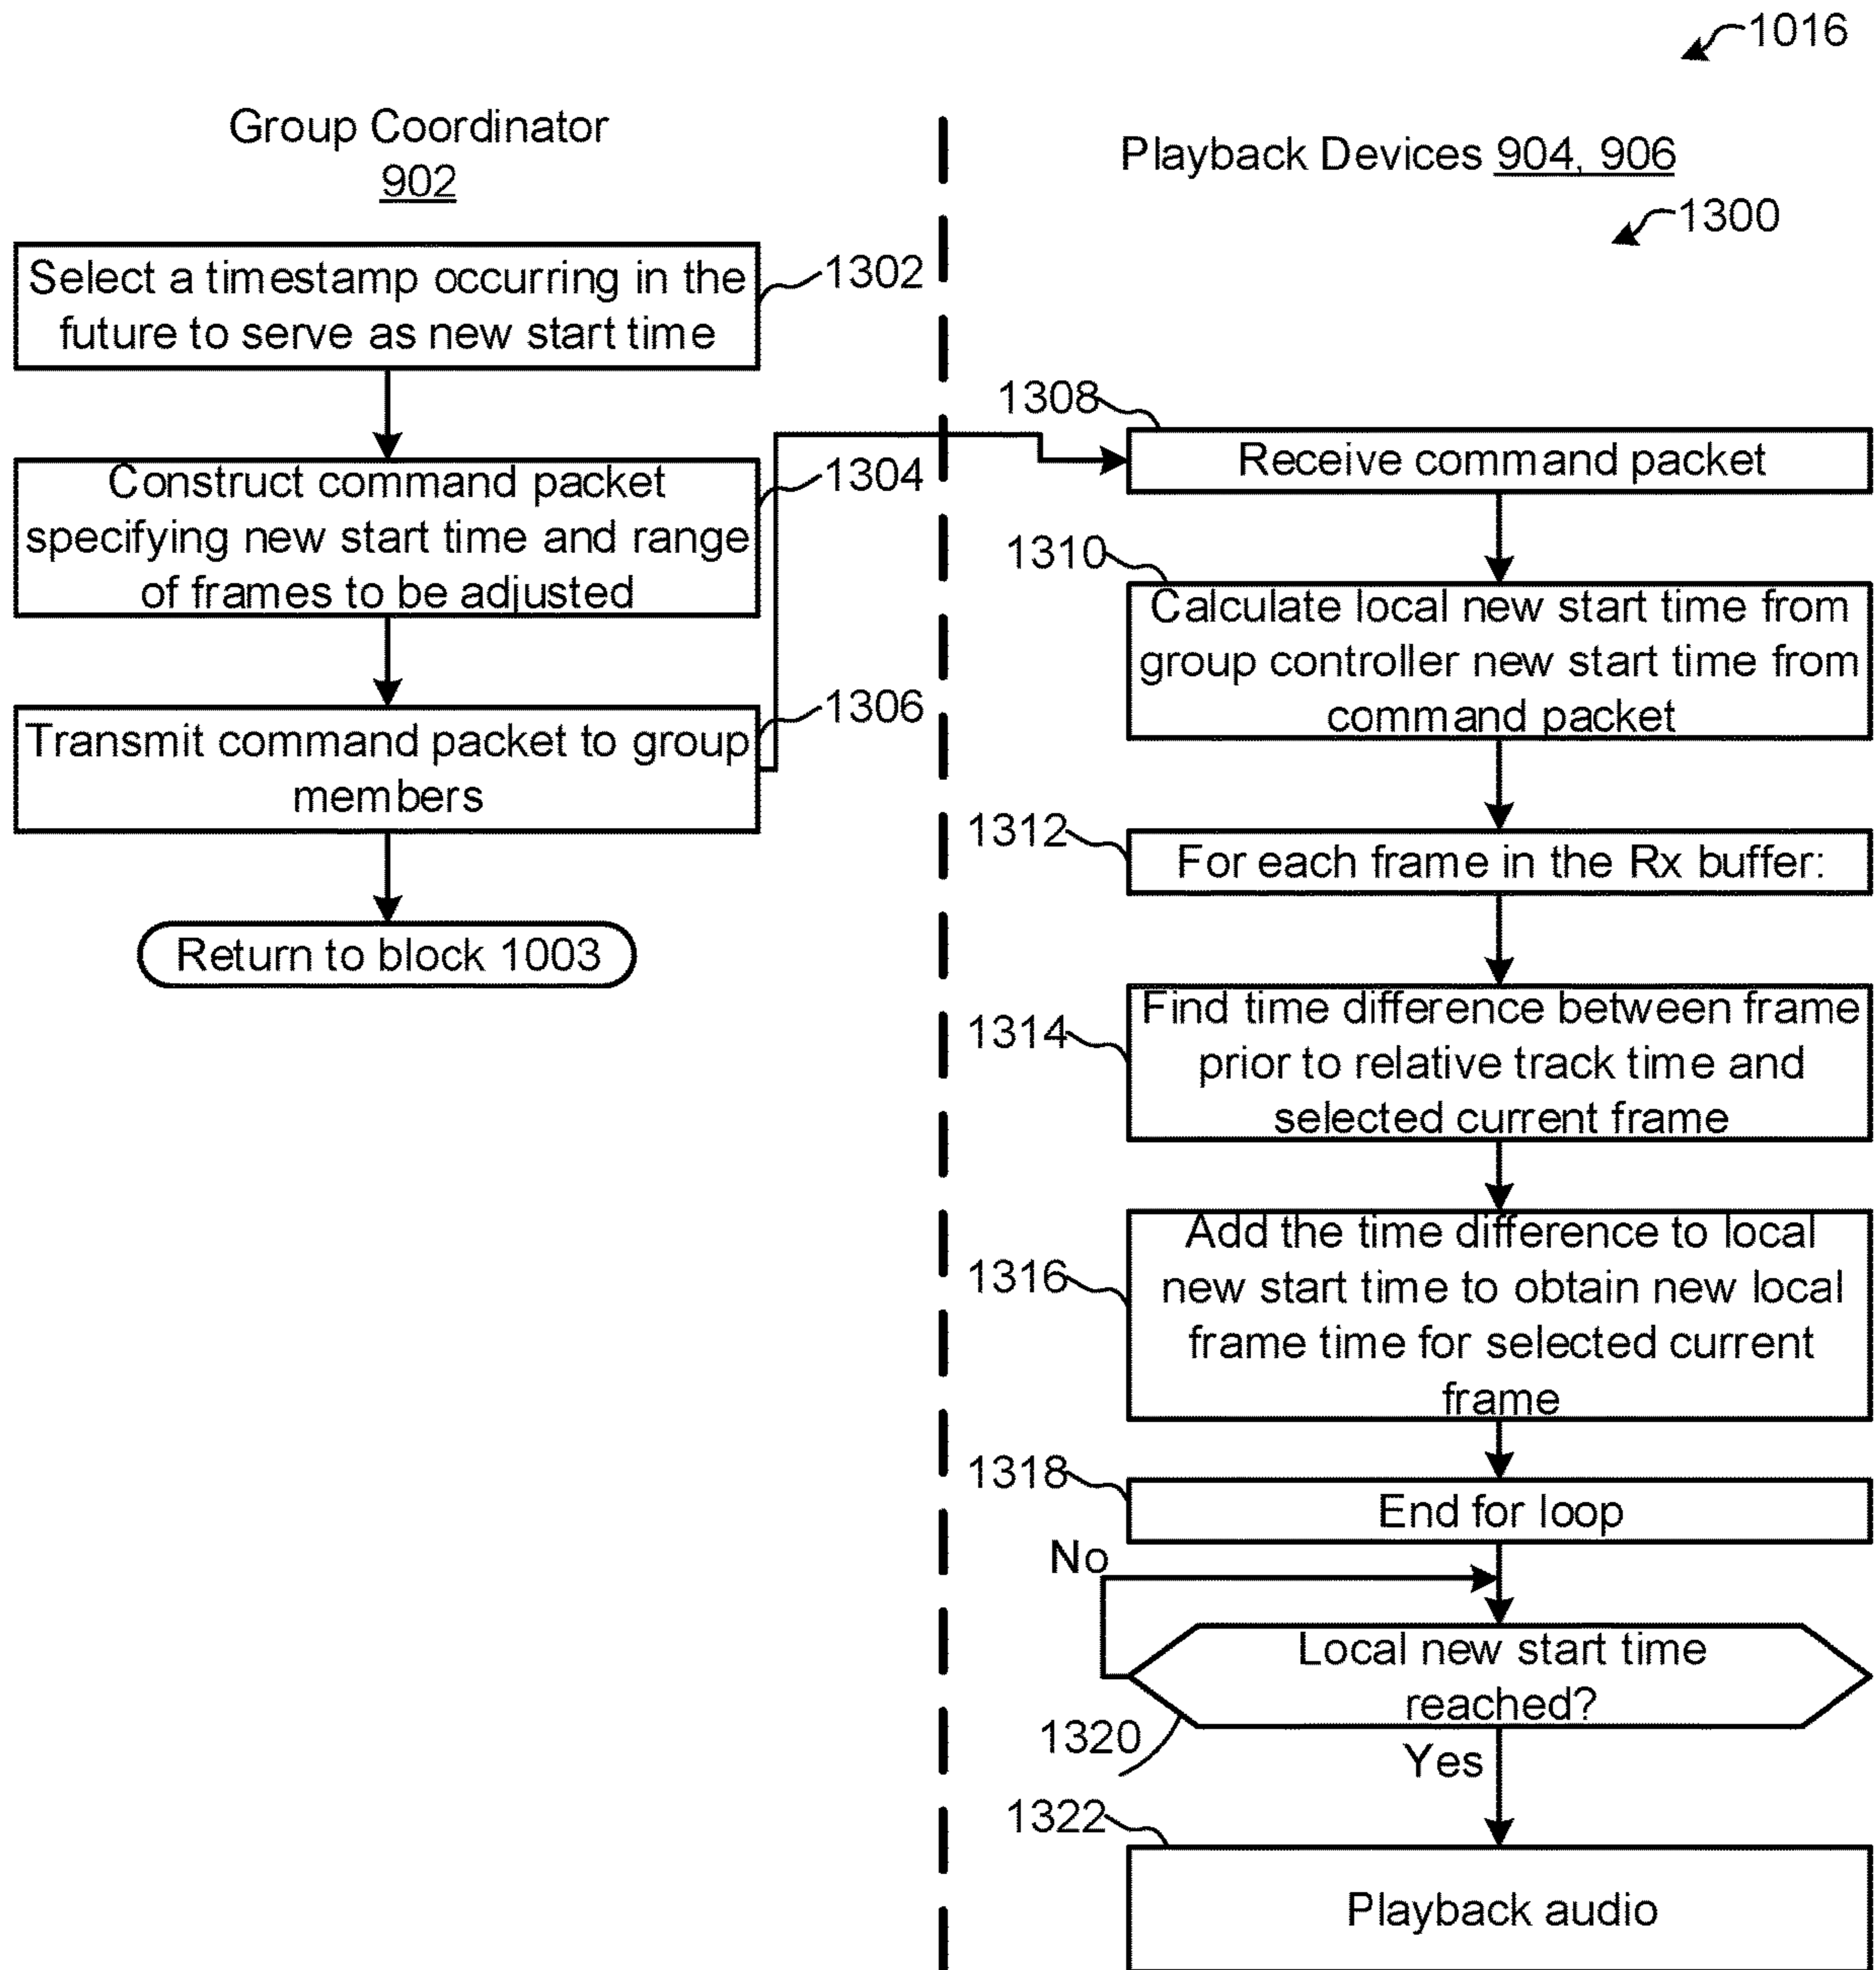 1016
Group Coordinator
902
Select a timestamp occurring in the
future to serve as new start time
1302
Construct command packet
specifying new start time and range
of frames to be adjusted
1304
Transmit command packet to group
members
1306
Return to block 1003
Playback Devices 904, 906
1300
1308
Receive command packet
1310
Calculate local new start time from
group controller new start time from
command packet
1312
For each frame in the Rx buffer:
1314
Find time difference between frame
prior to relative track time and
selected current frame
1316
Add the time difference to local
new start time to obtain new local
frame time for selected current
frame
1318
End for loop
No
Local new start time
reached?
1320
Yes
1322
Playback audio